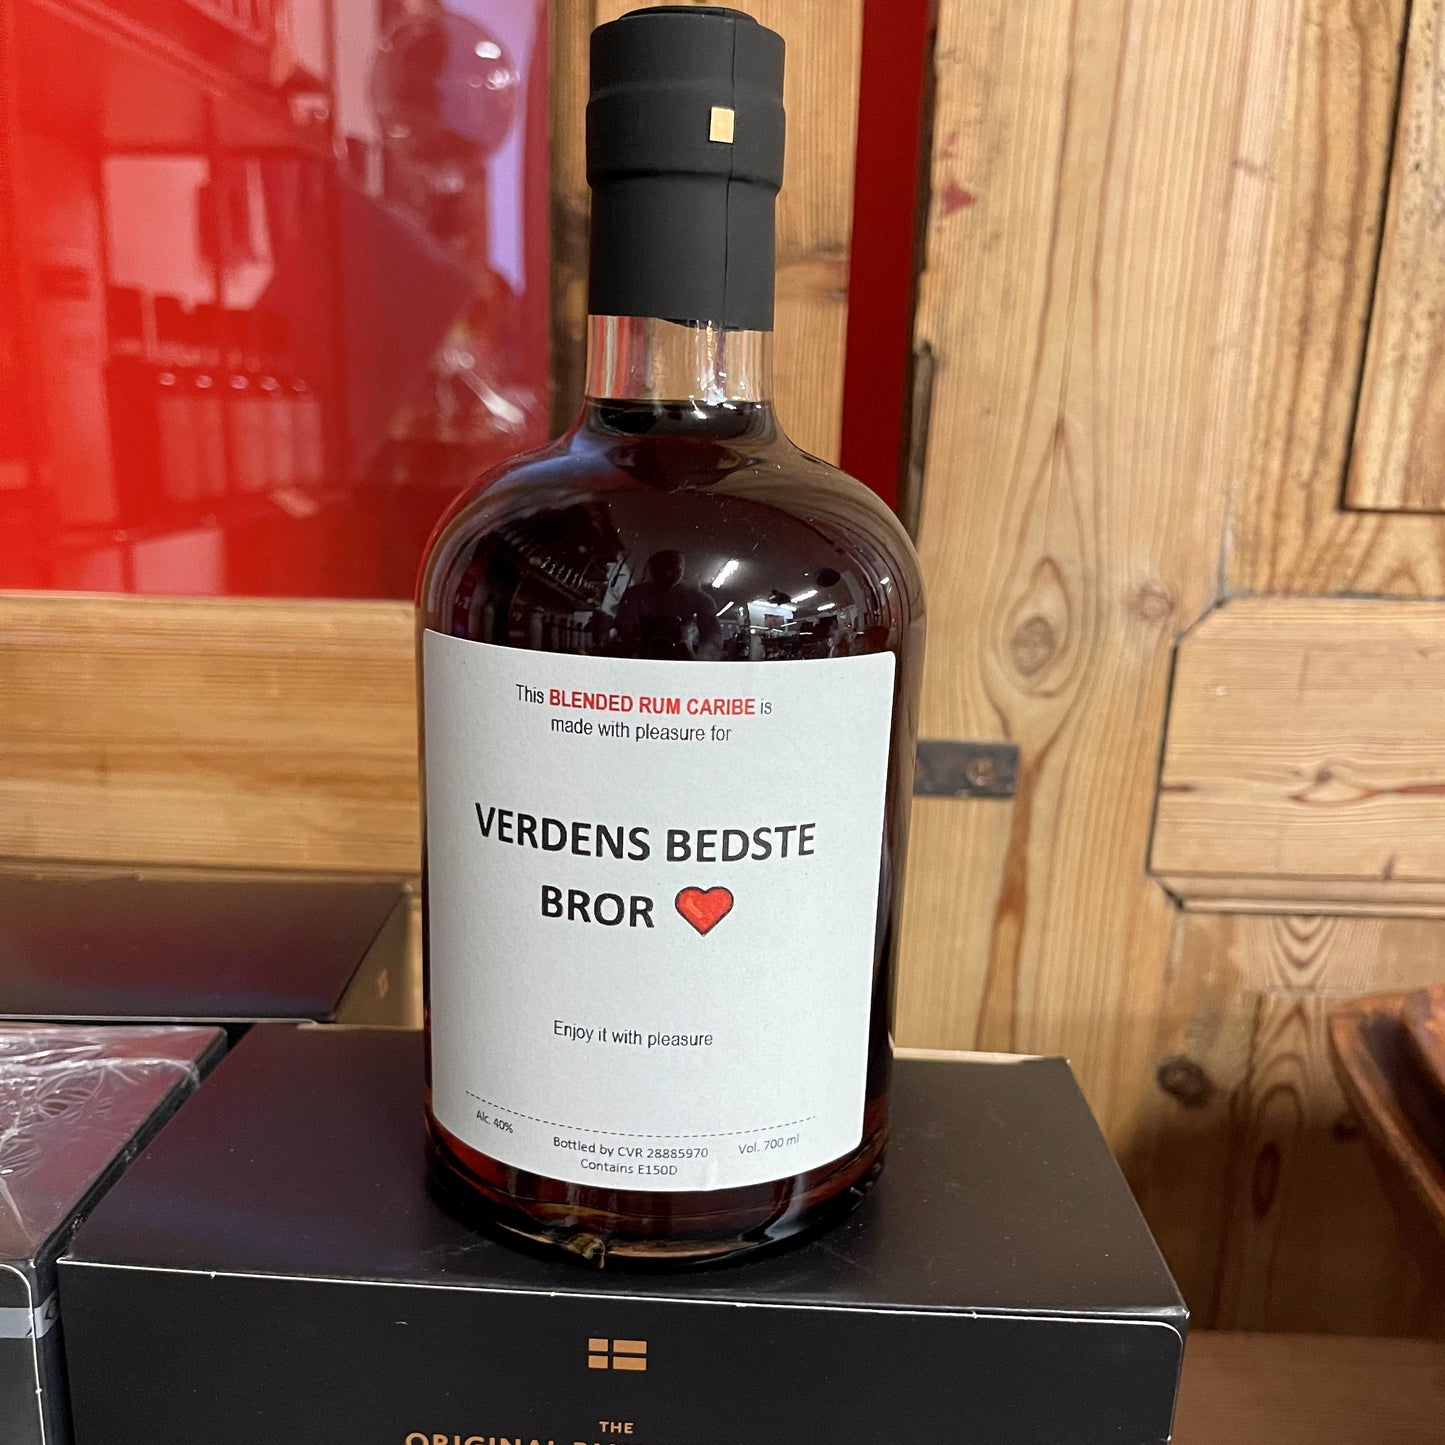 This BLENDED RUM CARIBE is
made with pleasure for
VERDENS BEDSTE
BROR
Enjoy it with pleasure
Alc. 40%
Bottled by CVR 28885970
Vol. 700 ml
Contains E150D
THE
ORIGINAL